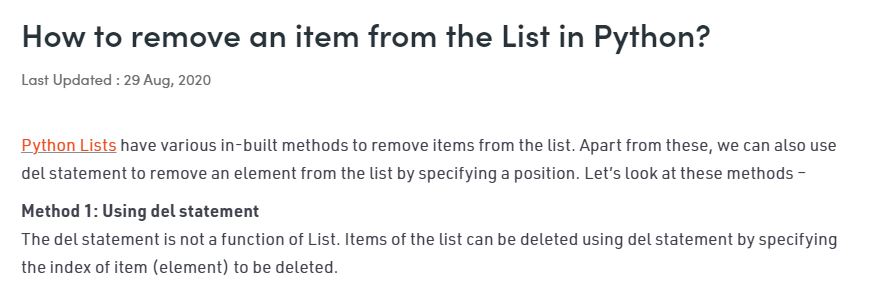 How to remove an item from the List in Python?
Last Updated : 29 Aug, 2020
Python Lists have various in-built methods to remove items from the list. Apart from these, we can also use
del statement to remove an element from the list by specifying a position. Let’s look at these methods –
Method 1: Using del statement
The del statement is not a function of List. Items of the list can be deleted using del statement by specifying
the index of item (element) to be deleted.